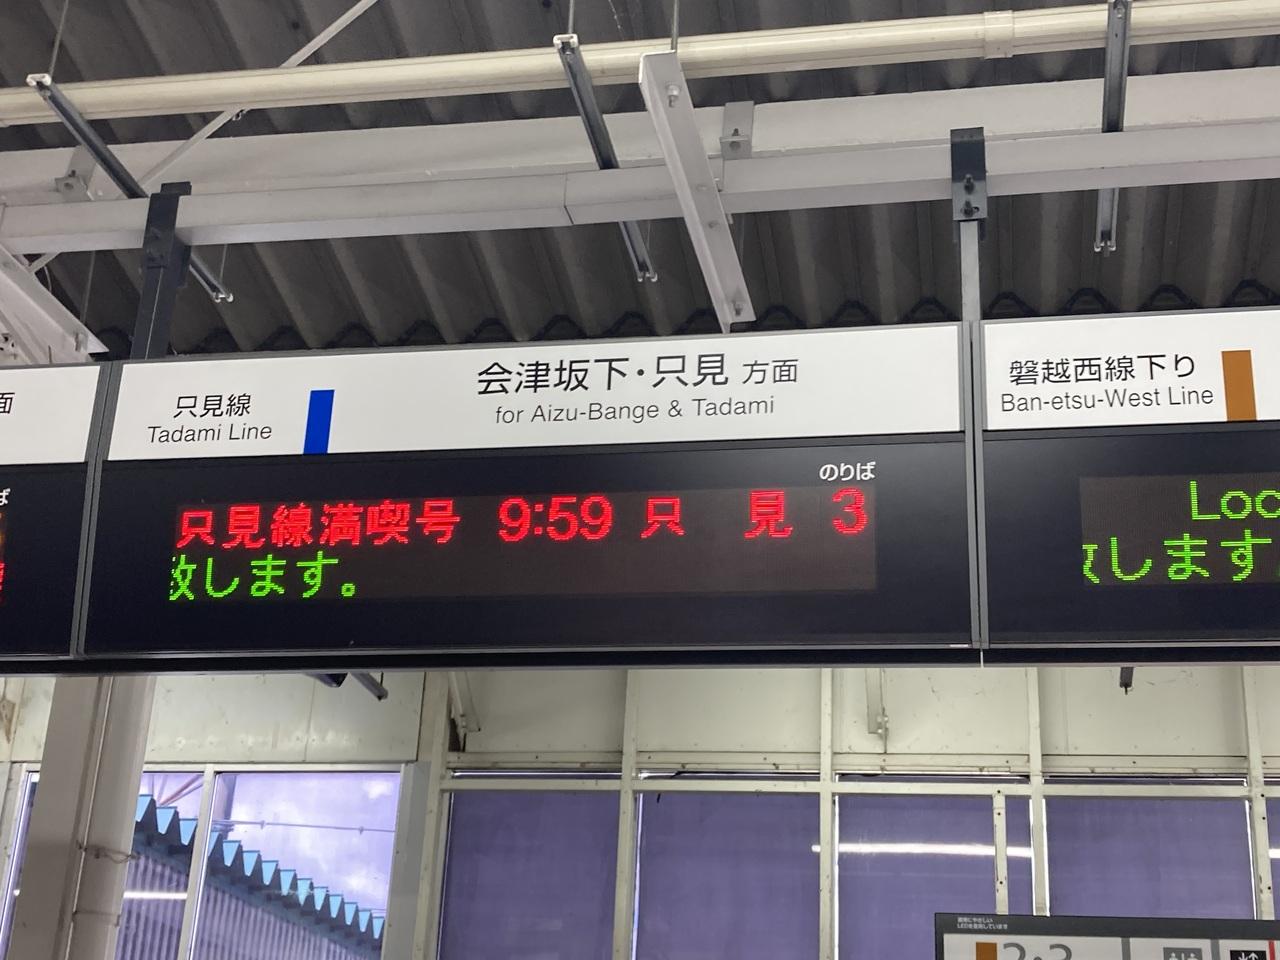 面
只見線
Tadami Line
会津坂下・只見 方面
for Aizu-Bange & Tadami
のりば
只見線満喫号 9:59 只 見 3
致します。
磐越西線下り
Ban-etsu-West Line
Loc
します。
2・3